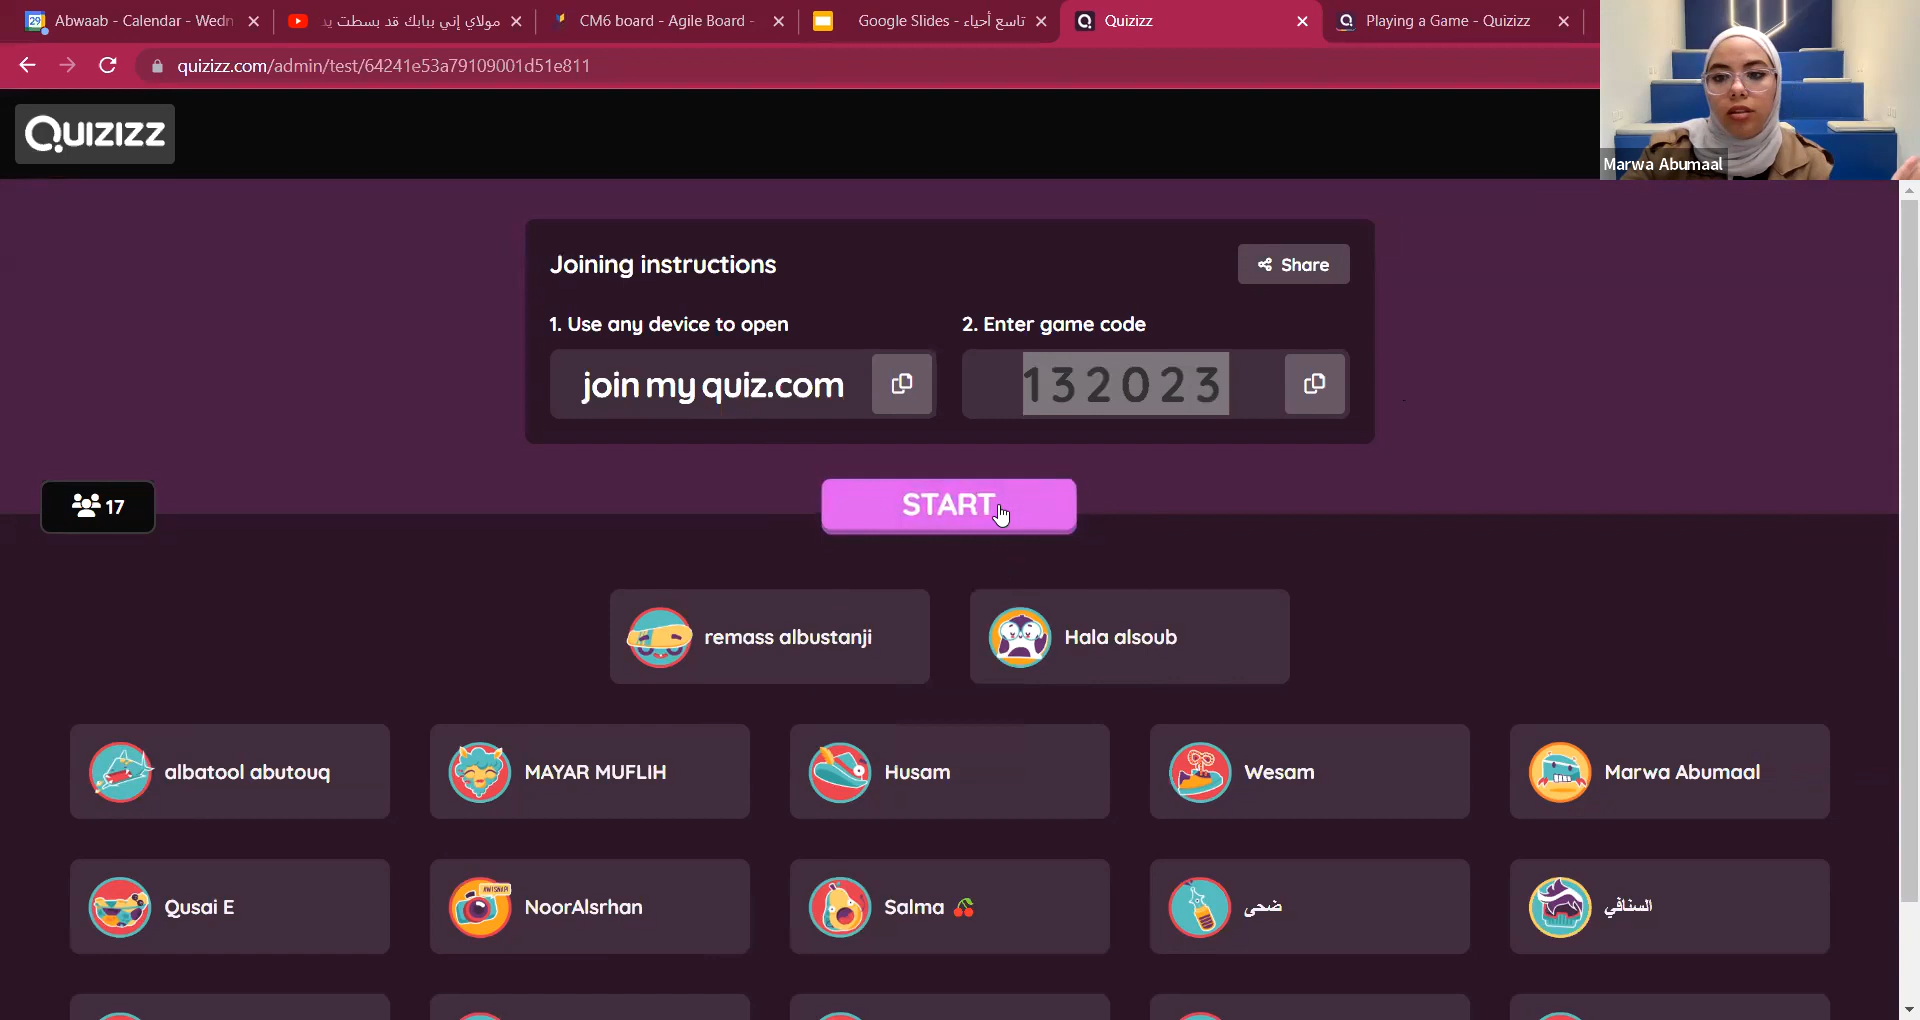 Abwaab - Calendar - Wedn
مولاي إني ببابك قد بسطت يد
CM6 board - Agile Board -
تاسع أحياء - Google Slides
Quizizz
Playing a Game - Quizizz
29
quizizz.com/admin/test/64241e53a79109001d51e811
QUIZIZZ
Marwa Abumaal
Joining instructions
Share
1. Use any device to open
2. Enter game code
joinmyquiz.com
132023
17
START
remass albustanji
Hala alsoub
albatool abutouq
MAYAR MUFLIH
Husam
Wesam
Marwa Abumaal
Qusai E
NoorAlsrhan
Salma 🍒
ضحى
السنافي